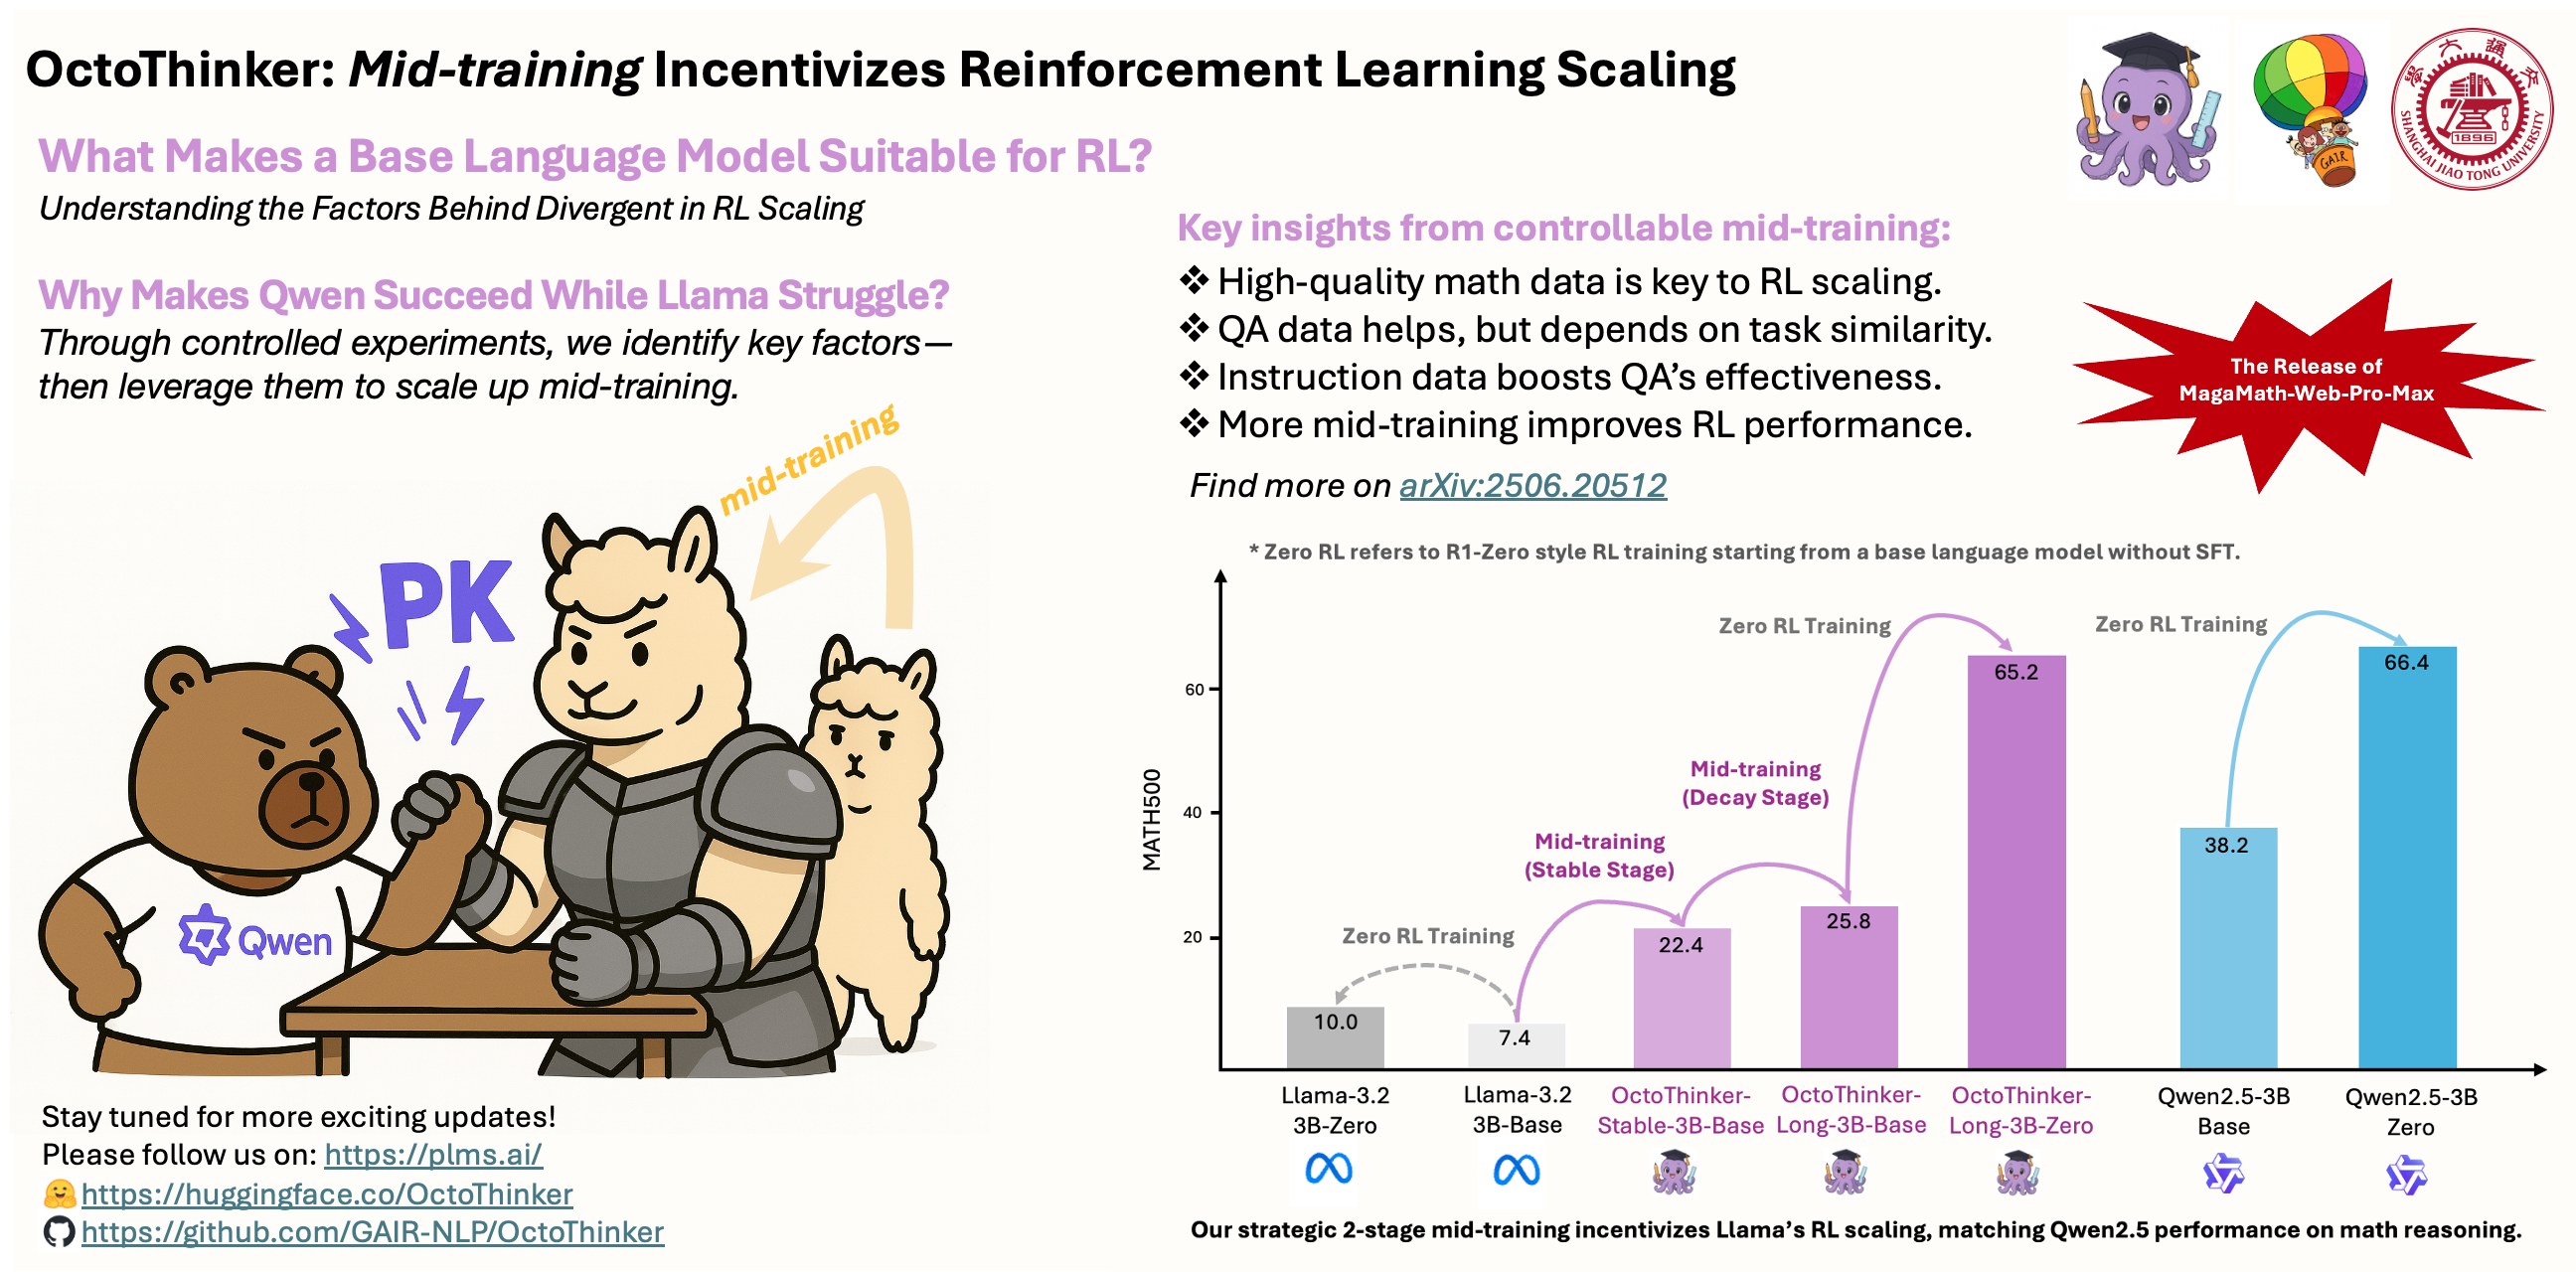 OctoThinker: Mid-training Incentivizes Reinforcement Learning Scaling
What Makes a Base Language Model Suitable for RL?
Understanding the Factors Behind Divergent in RL Scaling
Why Makes Qwen Succeed While Llama Struggle?
Through controlled experiments, we identify key factors—
then leverage them to scale up mid-training.
mid-training
PK
Qwen
Stay tuned for more exciting updates!
Please follow us on: https://plms.ai/
https://huggingface.co/OctoThinker
https://github.com/GAIR-NLP/OctoThinker
GAIR
SHANGHAI JIAO TONG UNIVERSITY
1896
Key insights from controllable mid-training:
❖ High-quality math data is key to RL scaling.
❖ QA data helps, but depends on task similarity.
❖ Instruction data boosts QA’s effectiveness.
❖ More mid-training improves RL performance.
Find more on arXiv:2506.20512
The Release of
MagaMath-Web-Pro-Max
* Zero RL refers to R1-Zero style RL training starting from a base language model without SFT.
MATH500
60
40
20
Zero RL Training
Mid-training
(Stable Stage)
Mid-training
(Decay Stage)
Zero RL Training
Zero RL Training
10.0
7.4
22.4
25.8
65.2
38.2
66.4
Llama-3.2
3B-Zero
Llama-3.2
3B-Base
OctoThinker-
Stable-3B-Base
OctoThinker-
Long-3B-Base
OctoThinker-
Long-3B-Zero
Qwen2.5-3B
Base
Qwen2.5-3B
Zero
Our strategic 2-stage mid-training incentivizes Llama’s RL scaling, matching Qwen2.5 performance on math reasoning.